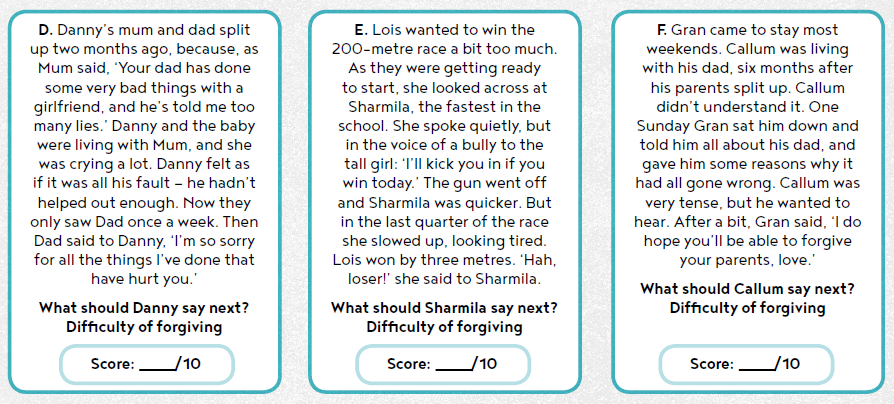 D. Danny's mum and dad split
up two months ago, because, as
Mum said, 'Your dad has done
some very bad things with a
girlfriend, and he's told me too
many lies.' Danny and the baby
were living with Mum, and she
was crying a lot. Danny felt as
if it was all his fault – he hadn't
helped out enough. Now they
only saw Dad once a week. Then
Dad said to Danny, 'I'm so sorry
for all the things I've done that
have hurt you.'
What should Danny say next?
Difficulty of forgiving
Score: ____/10
E. Lois wanted to win the
200-metre race a bit too much.
As they were getting ready
to start, she looked across at
Sharmila, the fastest in the
school. She spoke quietly, but
in the voice of a bully to the
tall girl: 'I'll kick you in if you
win today.' The gun went off
and Sharmila was quicker. But
in the last quarter of the race
she slowed up, looking tired.
Lois won by three metres. 'Hah,
loser!' she said to Sharmila.
What should Sharmila say next?
Difficulty of forgiving
Score: ____/10
F. Gran came to stay most
weekends. Callum was living
with his dad, six months after
his parents split up. Callum
didn't understand it. One
Sunday Gran sat him down and
told him all about his dad, and
gave him some reasons why it
had all gone wrong. Callum was
very tense, but he wanted to
hear. After a bit, Gran said, 'I do
hope you'll be able to forgive
your parents, love.'
What should Callum say next?
Difficulty of forgiving
Score: ____/10